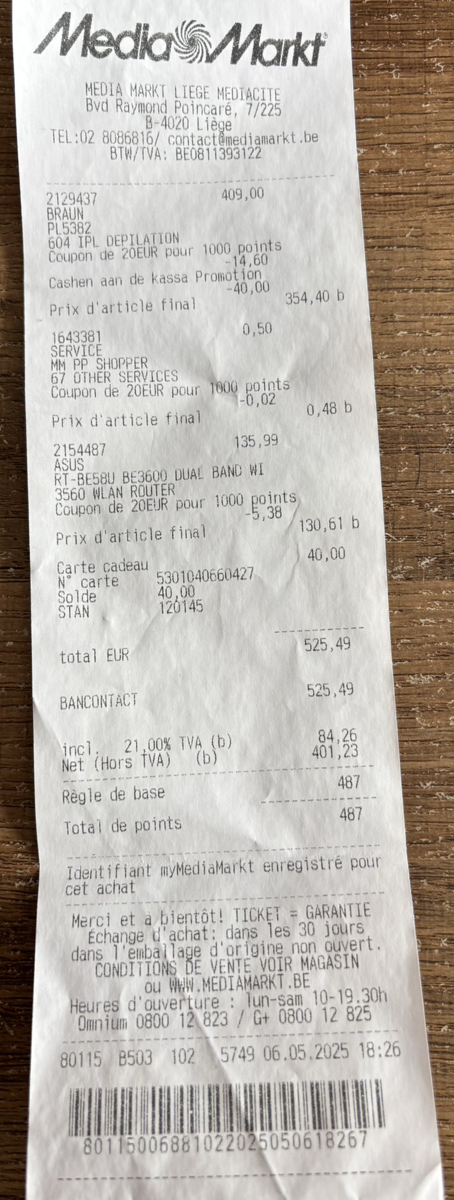 Media Markt
MEDIA MARKT LIEGE MEDIACITE
Bvd Raymond Poincaré, 7/225
B-4020 Liège
TEL:02 8086816/ contact@mediamarkt.be
BTW/TVA: BE0811393122
2129437 409,00
BRAUN
PL5382
604 IPL DEPILATION
Coupon de 20EUR pour 1000 points
-14,60
Cashen aan de kassa Promotion
-40,00
Prix d'article final 354,40 b
1643381 0,50
SERVICE
MM PP SHOPPER
67 OTHER SERVICES
Coupon de 20EUR pour 1000 points
-0,02
Prix d'article final 0,48 b
2154487 135,99
ASUS
RT-BE58U BE3600 DUAL BAND WI
3560 WLAN ROUTER
Coupon de 20EUR pour 1000 points
-5,38
Prix d'article final 130,61 b
Carte cadeau 40,00
N° carte 5301040660427
Solde 40,00
STAN 120145
total EUR 525,49
BANCONTACT 525,49
incl. 21,00% TVA (b) 84,26
Net (Hors TVA) (b) 401,23
Règle de base 487
Total de points 487
Identifiant myMediaMarkt enregistré pour
cet achat
Merci et a bientôt! TICKET = GARANTIE
Échange d'achat: dans les 30 jours
dans l'emballage d'origine non ouvert.
CONDITIONS DE VENTE VOIR MAGASIN
ou WWW.MEDIAMARKT.BE
Heures d'ouverture : lun-sam 10-19.30h
Omnium 0800 12 823 / G+ 0800 12 825
80115 B503 102 5749 06.05.2025 18:26
8011500688102202505061826​7